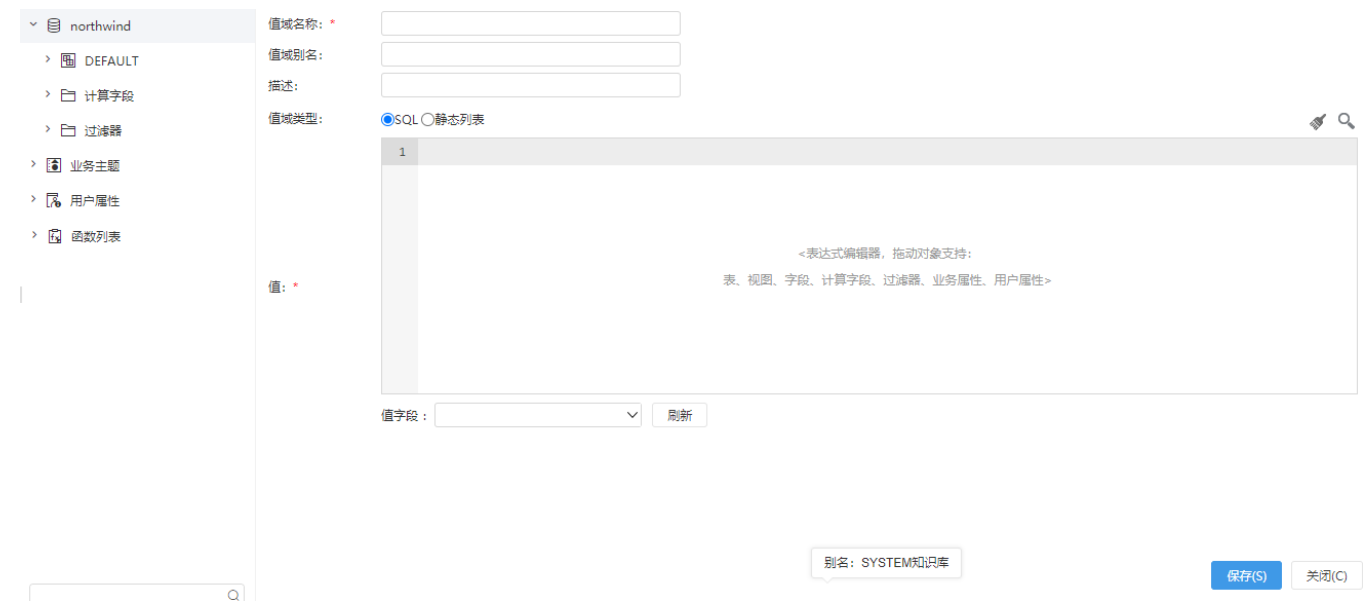 northwind
DEFAULT
计算字段
过滤器
业务主题
用户属性
函数列表
值域名称: *
值域别名:
描述:
值域类型:
SQL 静态列表
1
<表达式编辑器，拖动对象支持:
表、视图、字段、计算字段、过滤器、业务属性、用户属性>
值: *
值字段 :
刷新
别名: SYSTEM知识库
保存(S)
关闭(C)